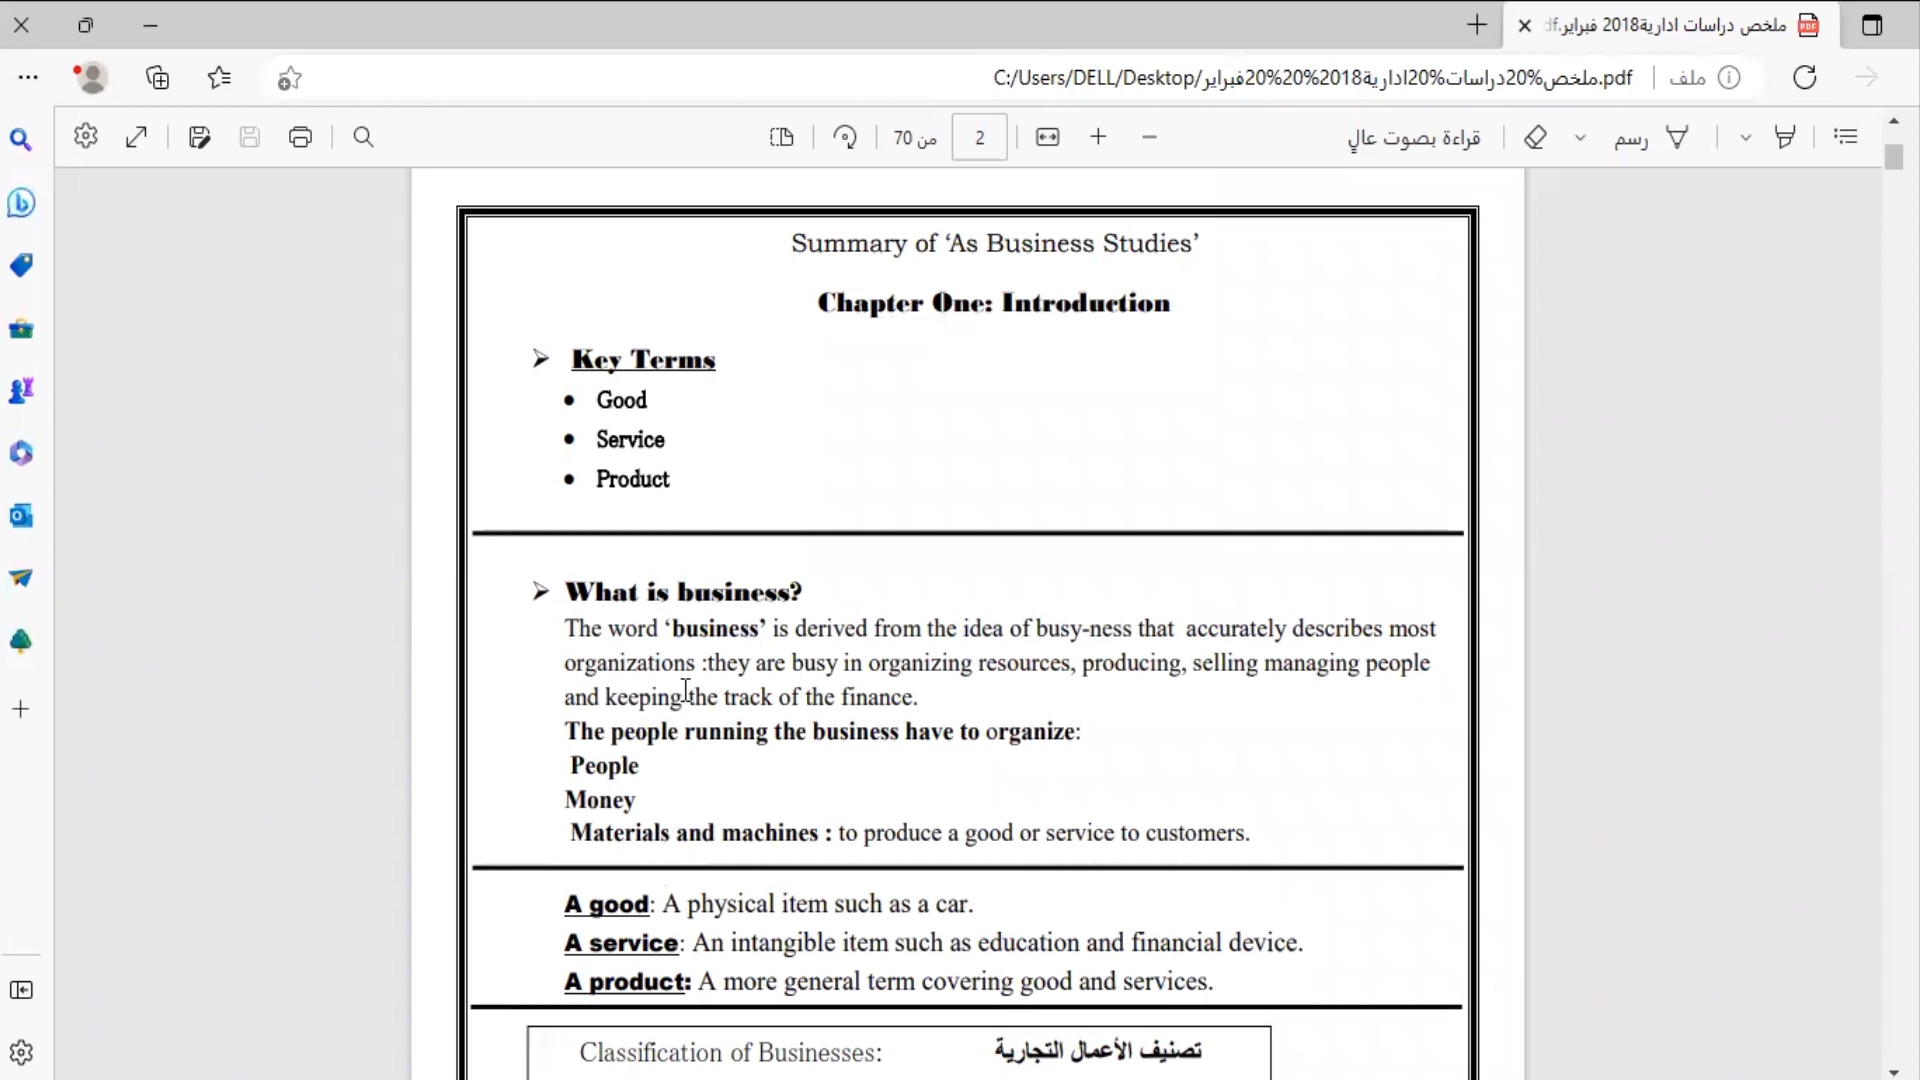 ملخص دراسات ادارية2018 فبراير.df
C:/Users/DELL/Desktop/ملخص%20دراسات%20ادارية2018%20%20فبراير.pdf
ملف
70 من
2
قراءة بصوت عالٍ
رسم
Summary of ‘As Business Studies’
Chapter One: Introduction
➢ Key Terms
• Good
• Service
• Product
➢ What is business?
The word ‘business’ is derived from the idea of busy-ness that accurately describes most
organizations :they are busy in organizing resources, producing, selling managing people
and keeping the track of the finance.
The people running the business have to organize:
People
Money
Materials and machines : to produce a good or service to customers.
A good: A physical item such as a car.
A service: An intangible item such as education and financial device.
A product: A more general term covering good and services.
Classification of Businesses: تصنيف الأعمال التجارية